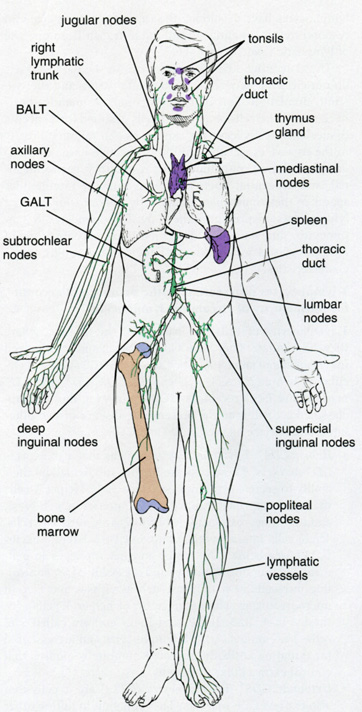 jugular nodes
tonsils
right
lymphatic
trunk
thoracic
duct
BALT
thymus
gland
axillary
nodes
mediastinal
nodes
GALT
spleen
subtrochlear
nodes
thoracic
duct
lumbar
nodes
deep
inguinal nodes
superficial
inguinal nodes
popliteal
nodes
bone
marrow
lymphatic
vessels